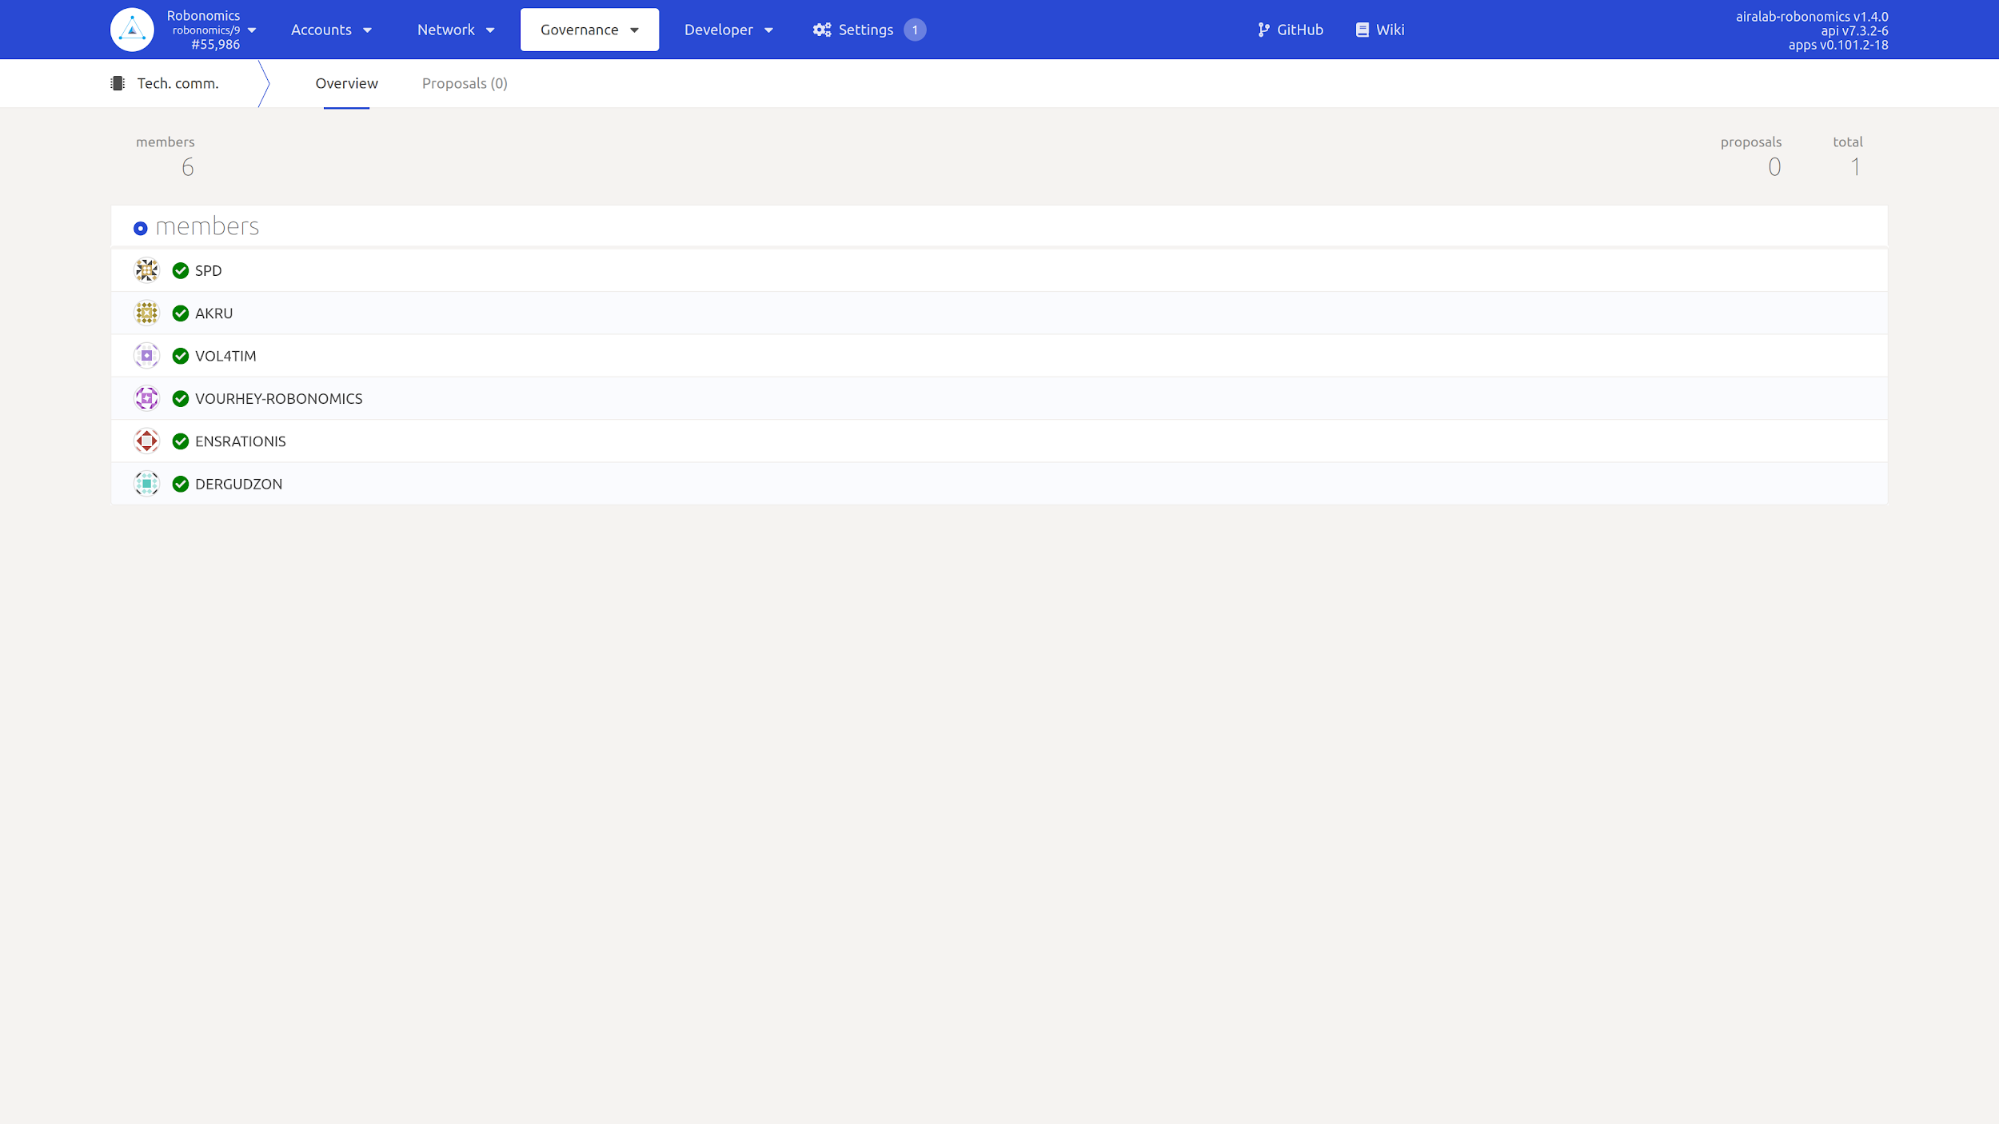 Robonomics
robonomics/9
#55,986
Accounts
Network
Governance
Developer
Settings
1
GitHub
Wiki
airalab-robonomics v1.4.0
api v7.3.2-6
apps v0.101.2-18
Tech. comm.
Overview
Proposals (0)
members
6
proposals
0
total
1
members
SPD
AKRU
VOL4TIM
VOURHEY-ROBONOMICS
ENSRATIONIS
DERGUDZON